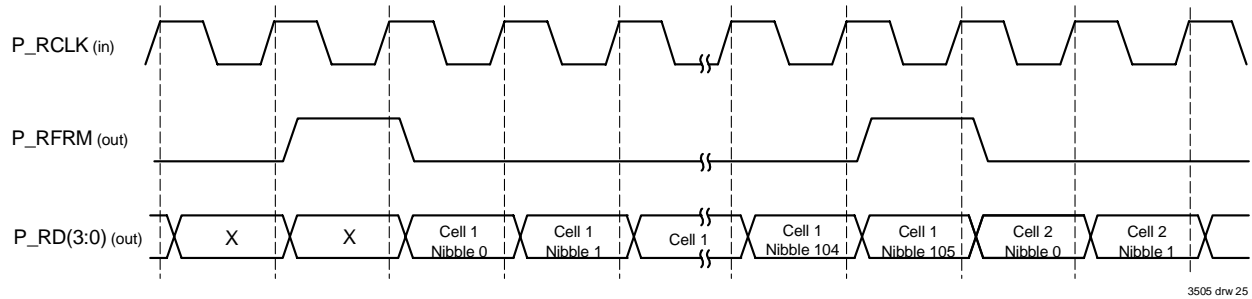 P_RCLK (in)
P_RFRM (out)
P_RD(3:0) (out)
X
X
Cell 1
Nibble 0
Cell 1
Nibble 1
Cell 1
Cell 1
Nibble 104
Cell 1
Nibble 105
Cell 2
Nibble 0
Cell 2
Nibble 1
3505 drw 25